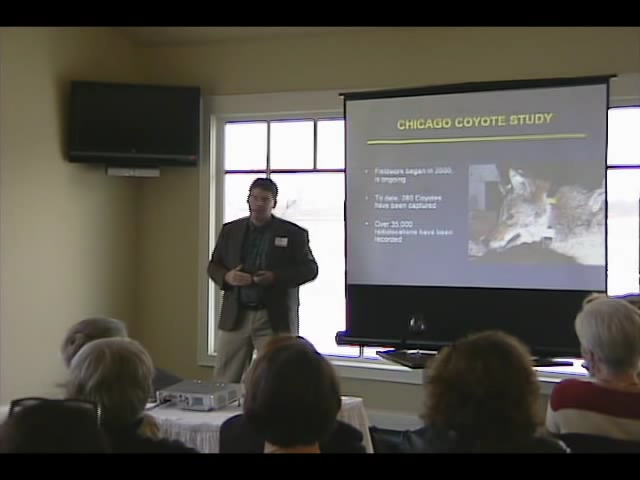 CHICAGO COYOTE STUDY
• Fieldwork began in 2000,
is ongoing
• To date, 280 Coyotes
have been captured
• Over 35,000
radiolocations have been
recorded